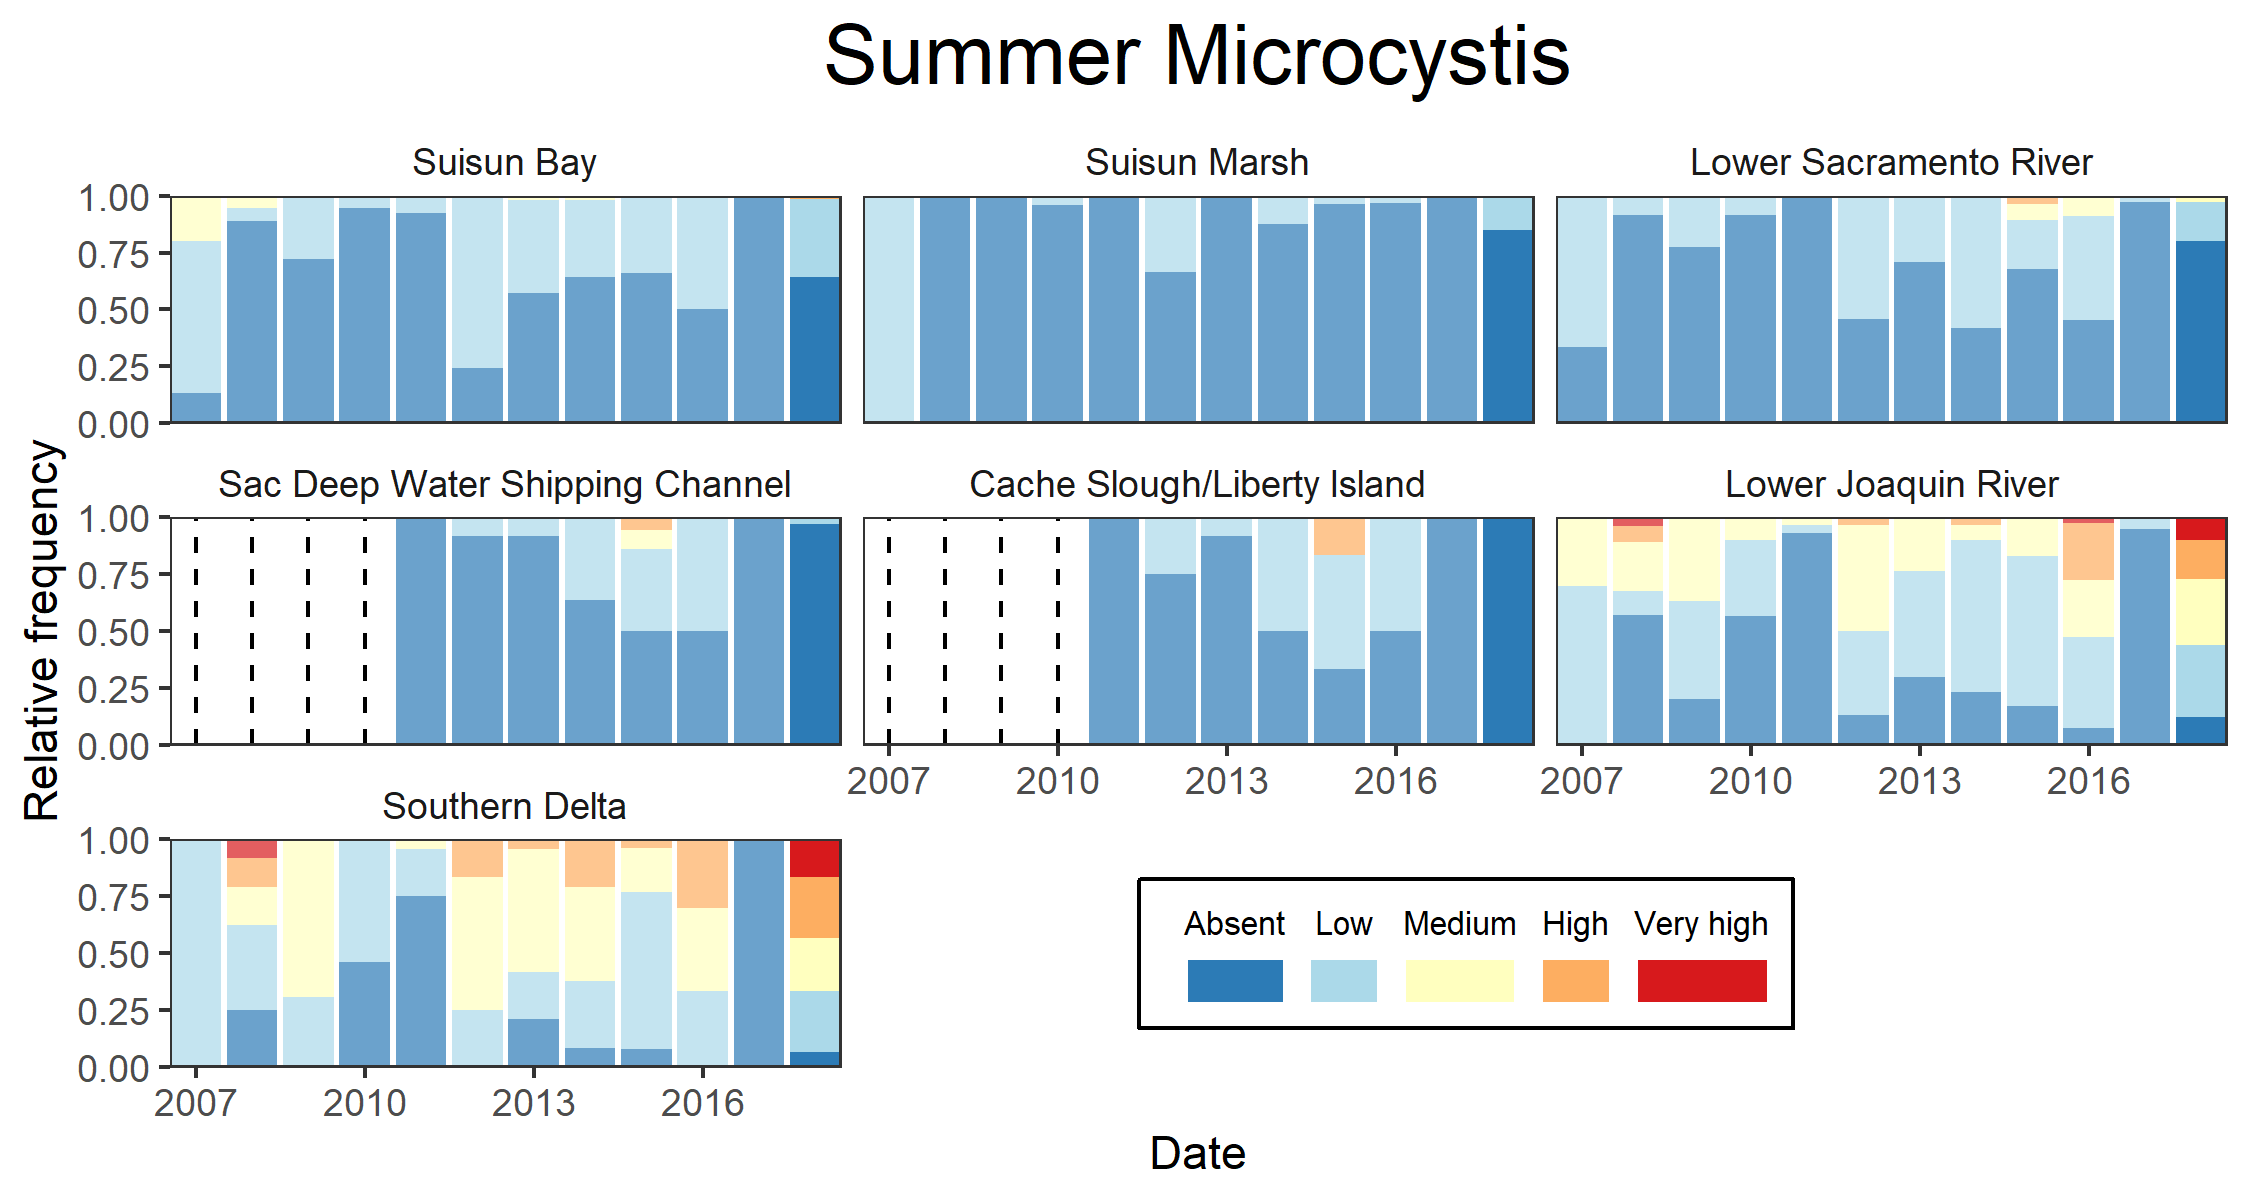 Summer Microcystis
Suisun Bay
Suisun Marsh
Lower Sacramento River
1.00
0.75
0.50
0.25
0.00
Sac Deep Water Shipping Channel
Cache Slough/Liberty Island
Lower Joaquin River
1.00
0.75
0.50
0.25
0.00
2007 2010 2013 2016
2007 2010 2013 2016
Relative frequency
Southern Delta
1.00
0.75
0.50
0.25
0.00
2007 2010 2013 2016
Absent Low Medium High Very high
Date